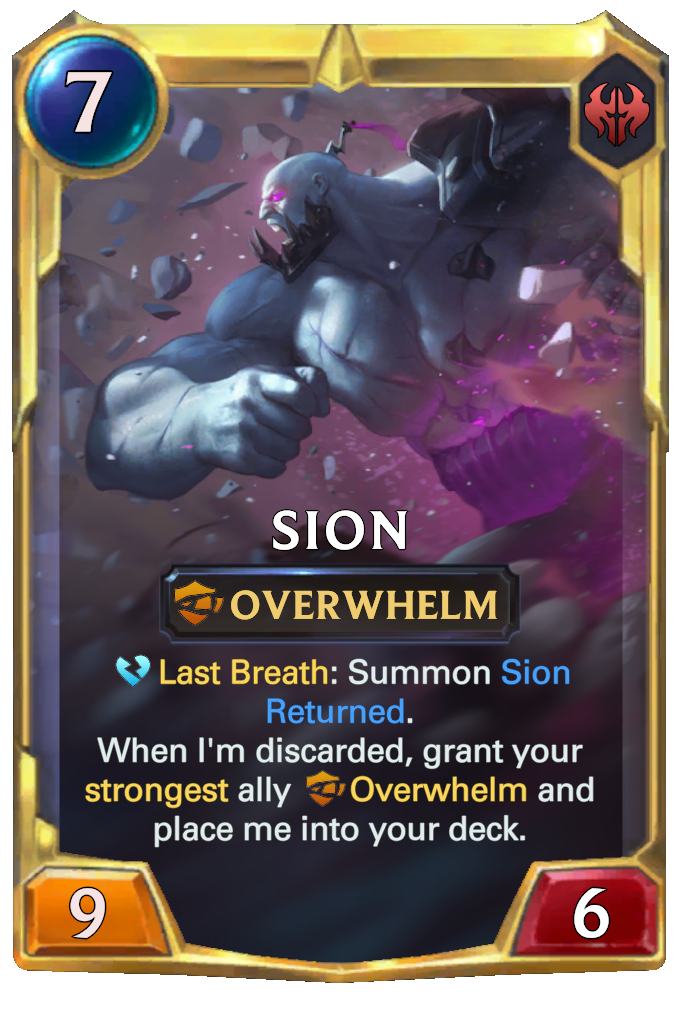 7
SION
OVERWHELM
Last Breath: Summon Sion
Returned.
When I'm discarded, grant your
strongest ally Overwhelm and
place me into your deck.
9
6